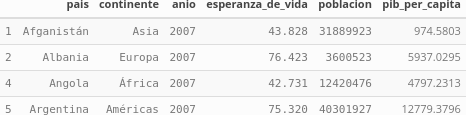 país continente anio esperanza_de_vida poblacion pib_per_capita
1 Afganistán Asia 2007 43.828 31889923 974.5803
2 Albania Europa 2007 76.423 3600523 5937.0295
4 Angola África 2007 42.731 12420476 4797.2313
5 Argentina Américas 2007 75.320 40301927 12779.3796